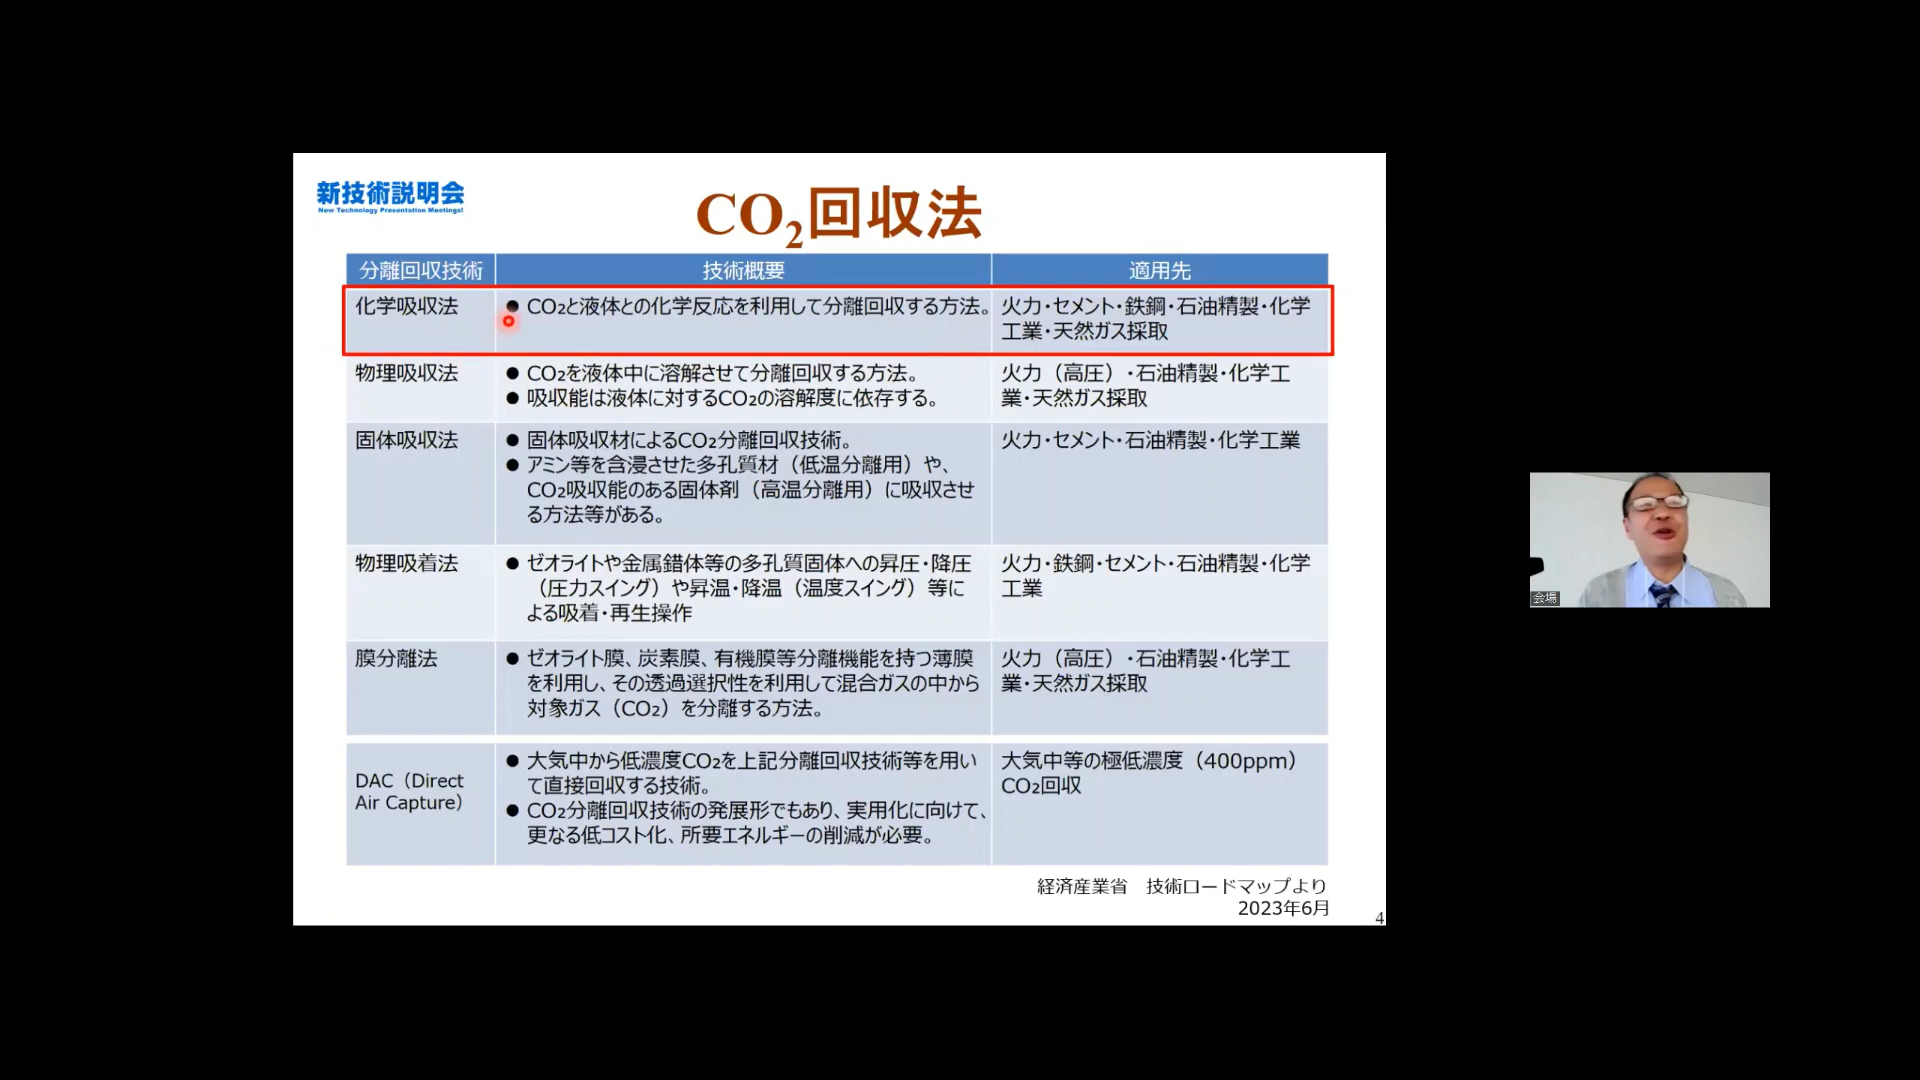 新技術説明会
New Technology Presentation Meetings!
CO₂回収法
分離回収技術 技術概要 適用先
化学吸収法
● CO₂と液体との化学反応を利用して分離回収する方法。
火力・セメント・鉄鋼・石油精製・化学
工業・天然ガス採取
物理吸収法
● CO₂を液体中に溶解させて分離回収する方法。
● 吸収能は液体に対するCO₂の溶解度に依存する。
火力（高圧）・石油精製・化学工
業・天然ガス採取
固体吸収法
● 固体吸収材によるCO₂分離回収技術。
● アミン等を含浸させた多孔質材（低温分離用）や、
CO₂吸収能のある固体剤（高温分離用）に吸収させ
る方法等がある。
火力・セメント・石油精製・化学工業
物理吸着法
● ゼオライトや金属錯体等の多孔質固体への昇圧・降圧
（圧力スイング）や昇温・降温（温度スイング）等に
よる吸着・再生操作
火力・鉄鋼・セメント・石油精製・化学
工業
膜分離法
● ゼオライト膜、炭素膜、有機膜等分離機能を持つ薄膜
を利用し、その透過選択性を利用して混合ガスの中から
対象ガス（CO₂）を分離する方法。
火力（高圧）・石油精製・化学工
業・天然ガス採取
DAC（Direct
Air Capture）
● 大気中から低濃度CO₂を上記分離回収技術等を用い
て直接回収する技術。
● CO₂分離回収技術の発展形でもあり、実用化に向けて、
更なる低コスト化、所要エネルギーの削減が必要。
大気中等の極低濃度（400ppm）
CO₂回収
経済産業省　技術ロードマップより
2023年6月
4
会場